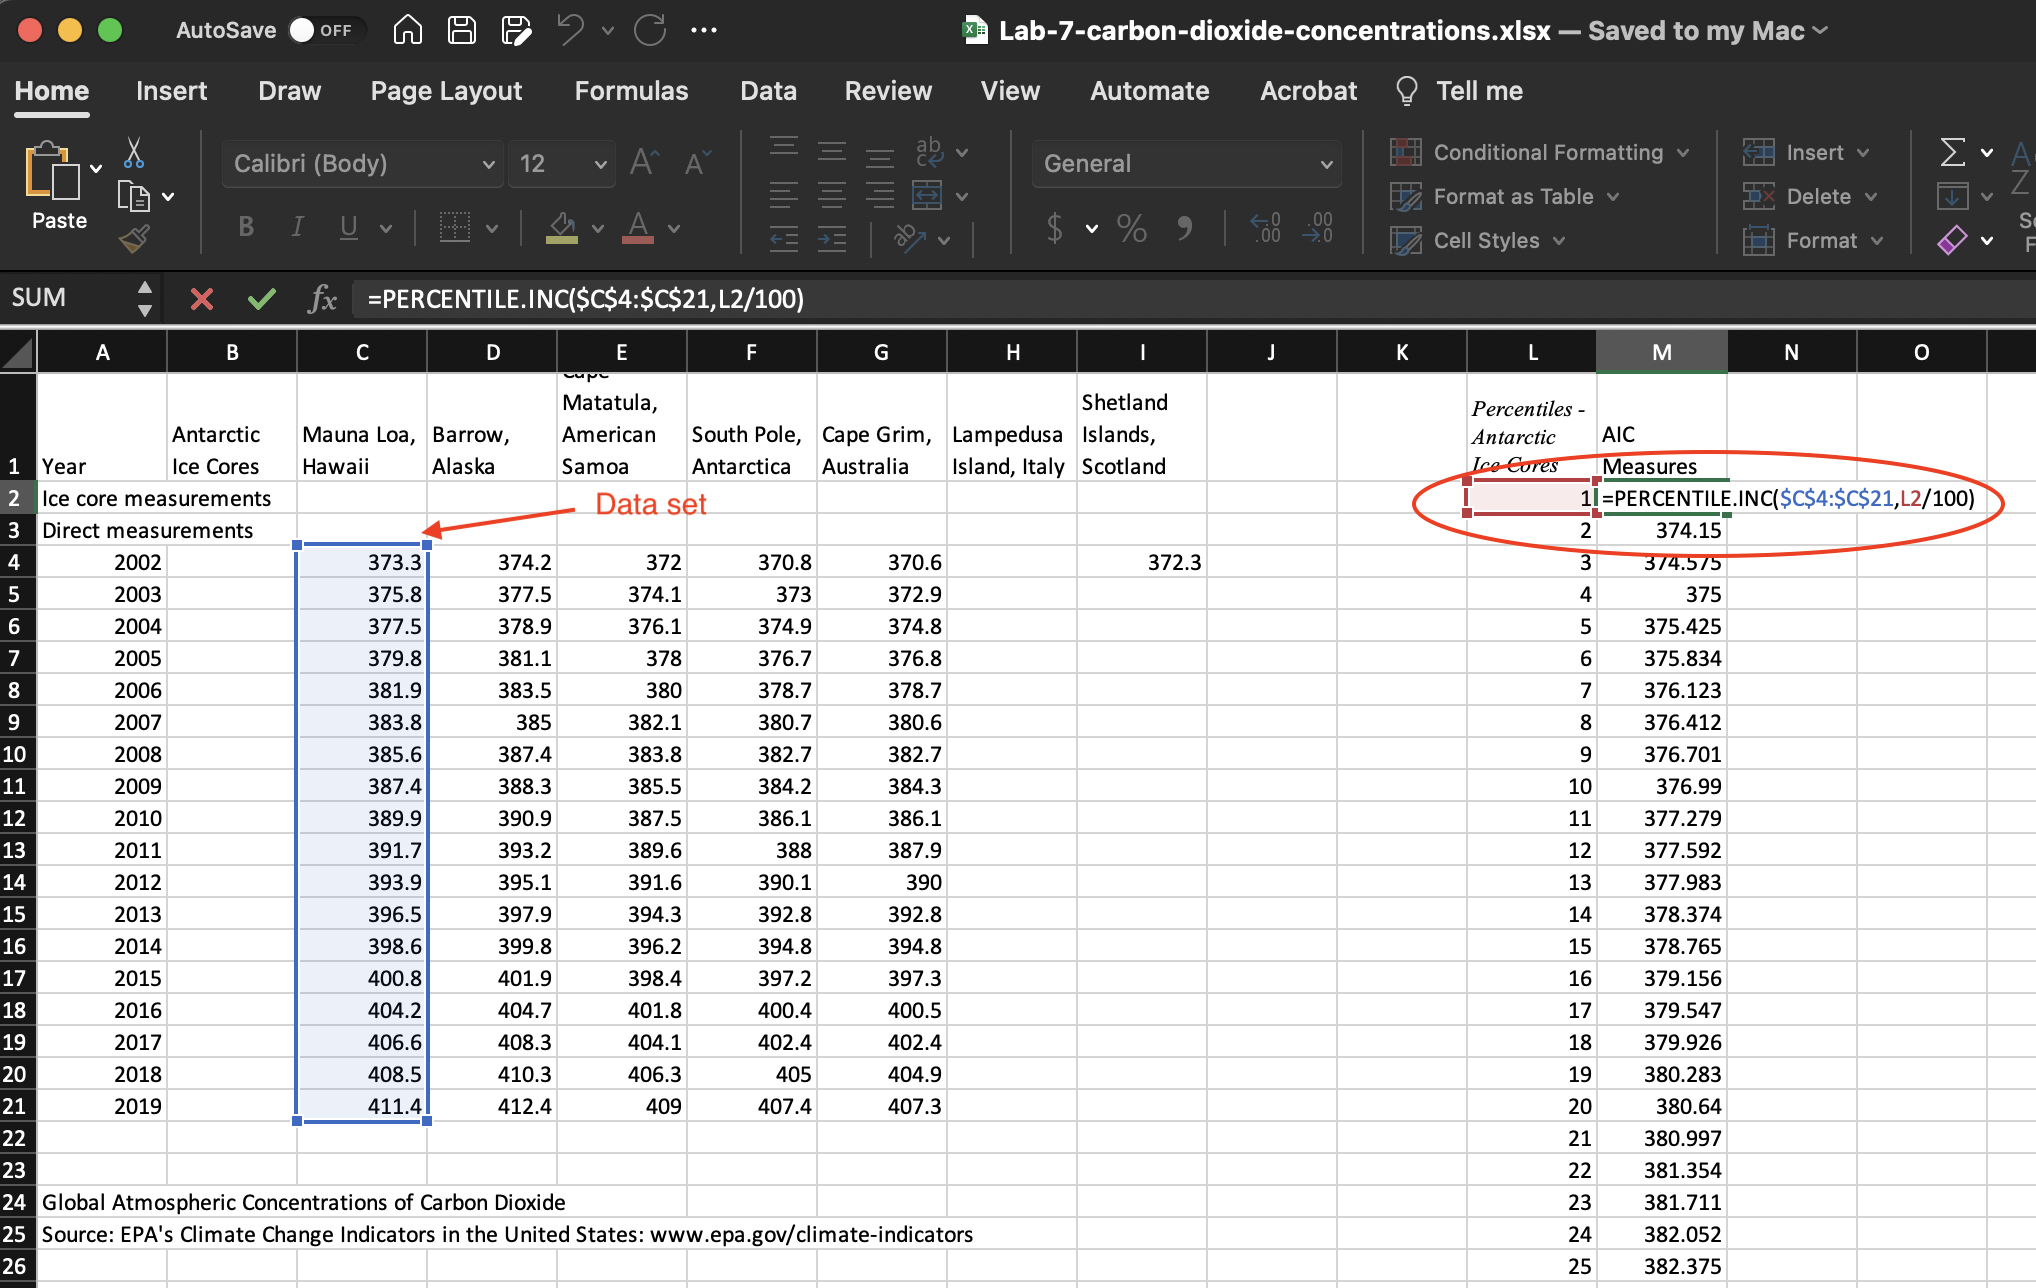 AutoSave OFF Lab-7-carbon-dioxide-concentrations.xlsx — Saved to my Mac
Home Insert Draw Page Layout Formulas Data Review View Automate Acrobat Tell me
Paste
Calibri (Body) 12 A A
B I U A
ab
c
ab
General
$ % , .0 .00
.00 .0
Conditional Formatting
Format as Table
Cell Styles
Insert
Delete
Format
Σ
SUM fx =PERCENTILE.INC($C$4:$C$21,L2/100)
A B C D E F G H I J K L M N O
1 Year Antarctic Ice Cores Mauna Loa, Hawaii Barrow, Alaska Cape Matatula, American Samoa South Pole, Antarctica Cape Grim, Australia Lampedusa Island, Italy Shetland Islands, Scotland Percentiles - Antarctic Ice Cores AIC Measures
2 Ice core measurements Data set 1 =PERCENTILE.INC($C$4:$C$21,L2/100)
3 Direct measurements 2 374.15
4 2002 373.3 374.2 372 370.8 370.6 372.3 3 374.575
5 2003 375.8 377.5 374.1 373 372.9 4 375
6 2004 377.5 378.9 376.1 374.9 374.8 5 375.425
7 2005 379.8 381.1 378 376.7 376.8 6 375.834
8 2006 381.9 383.5 380 378.7 378.7 7 376.123
9 2007 383.8 385 382.1 380.7 380.6 8 376.412
10 2008 385.6 387.4 383.8 382.7 382.7 9 376.701
11 2009 387.4 388.3 385.5 384.2 384.3 10 376.99
12 2010 389.9 390.9 387.5 386.1 386.1 11 377.279
13 2011 391.7 393.2 389.6 388 387.9 12 377.592
14 2012 393.9 395.1 391.6 390.1 390 13 377.983
15 2013 396.5 397.9 394.3 392.8 392.8 14 378.374
16 2014 398.6 399.8 396.2 394.8 394.8 15 378.765
17 2015 400.8 401.9 398.4 397.2 397.3 16 379.156
18 2016 404.2 404.7 401.8 400.4 400.5 17 379.547
19 2017 406.6 408.3 404.1 402.4 402.4 18 379.926
20 2018 408.5 410.3 406.3 405 404.9 19 380.283
21 2019 411.4 412.4 409 407.4 407.3 20 380.64
22 21 380.997
23 22 381.354
24 Global Atmospheric Concentrations of Carbon Dioxide 23 381.711
25 Source: EPA's Climate Change Indicators in the United States: www.epa.gov/climate-indicators 24 382.052
26 25 382.375